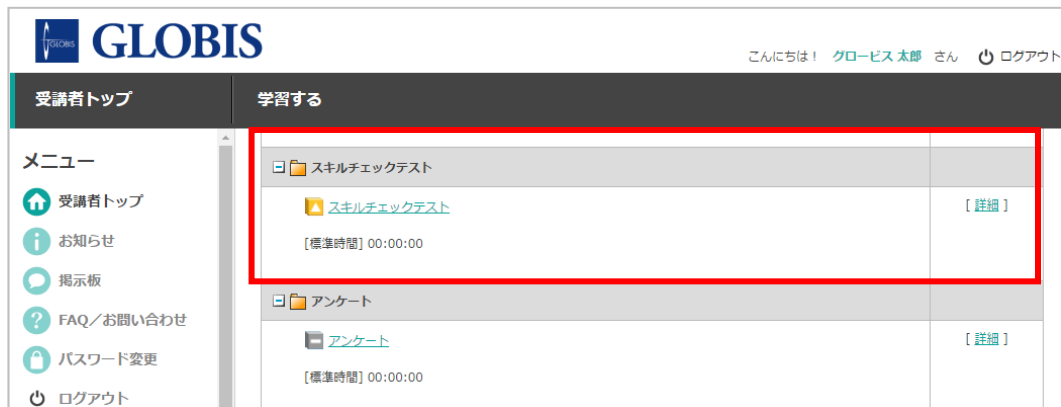 GLOBIS GLOBIS
こんにちは！ グロービス 太郎 さん ログアウト
受講者トップ 学習する
メニュー
受講者トップ
お知らせ
掲示板
FAQ／お問い合わせ
パスワード変更
ログアウト
スキルチェックテスト
スキルチェックテスト [ 詳細 ]
[標準時間] 00:00:00
アンケート
アンケート [ 詳細 ]
[標準時間] 00:00:00